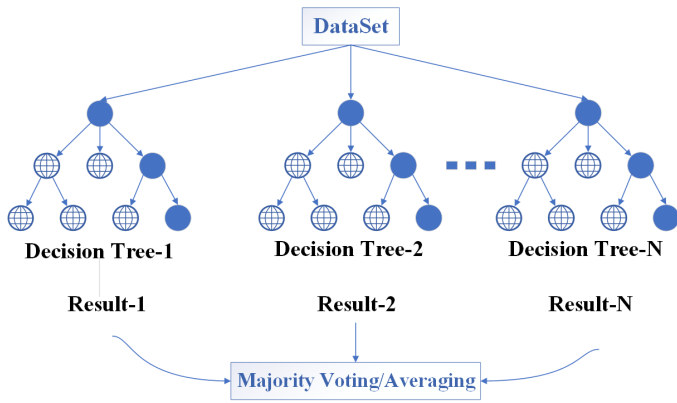 DataSet
Decision Tree-1
Decision Tree-2
Decision Tree-N
Result-1
Result-2
Result-N
Majority Voting/Averaging